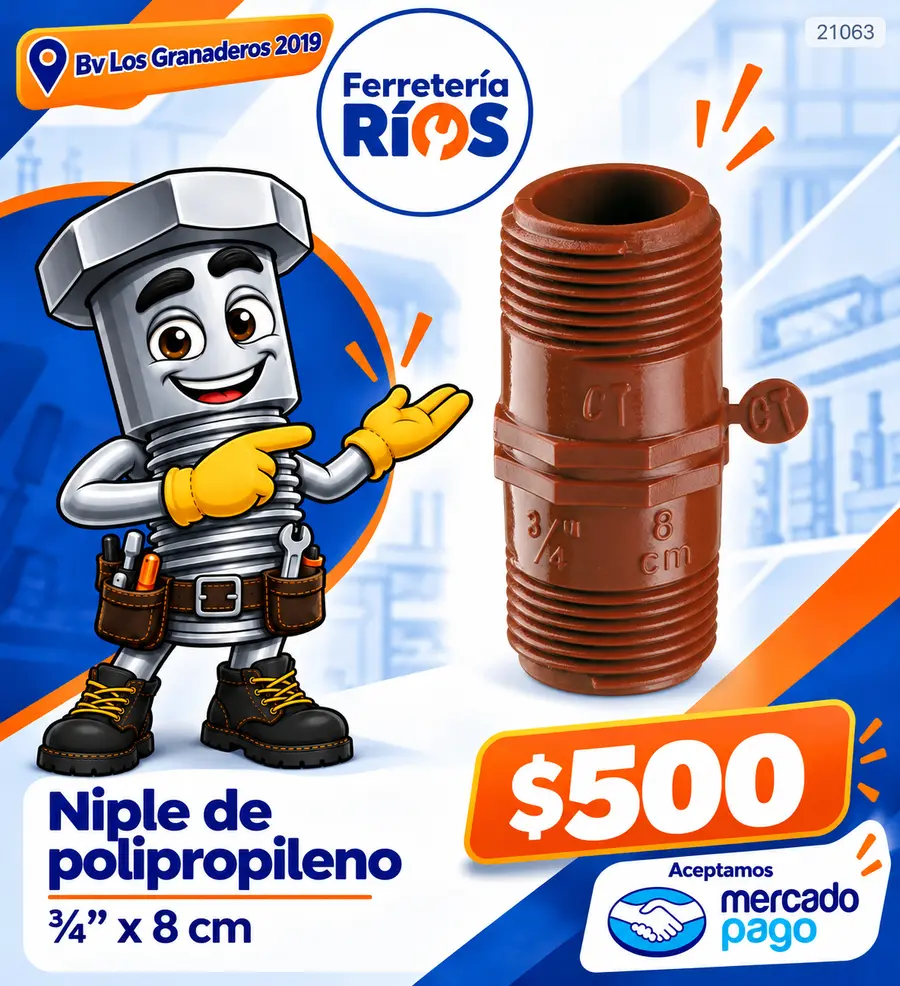 Bv Los Granaderos 2019
Ferretería
RÍOS
21063
CT
CT
3/4"
8
cm
$500
Niple de
polipropileno
¾” x 8 cm
Aceptamos
mercado
pago